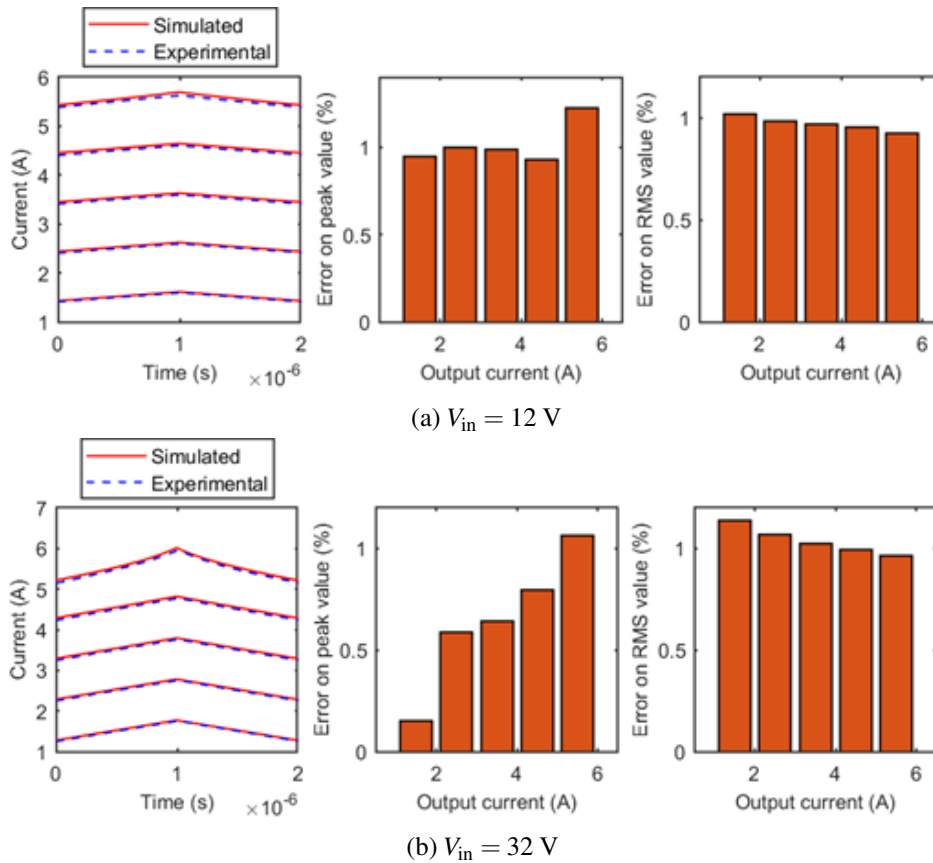 Simulated
Experimental
6
5
4
3
2
1
Current (A)
0 1 2
Time (s) ×10⁻⁶
1
0.5
0
Error on peak value (%)
2 4 6
Output current (A)
1
0.5
0
Error on RMS value (%)
2 4 6
Output current (A)
(a) V_in = 12 V
Simulated
Experimental
7
6
5
4
3
2
1
Current (A)
0 1 2
Time (s) ×10⁻⁶
1
0.5
0
Error on peak value (%)
2 4 6
Output current (A)
1
0.5
0
Error on RMS value (%)
2 4 6
Output current (A)
(b) V_in = 32 V